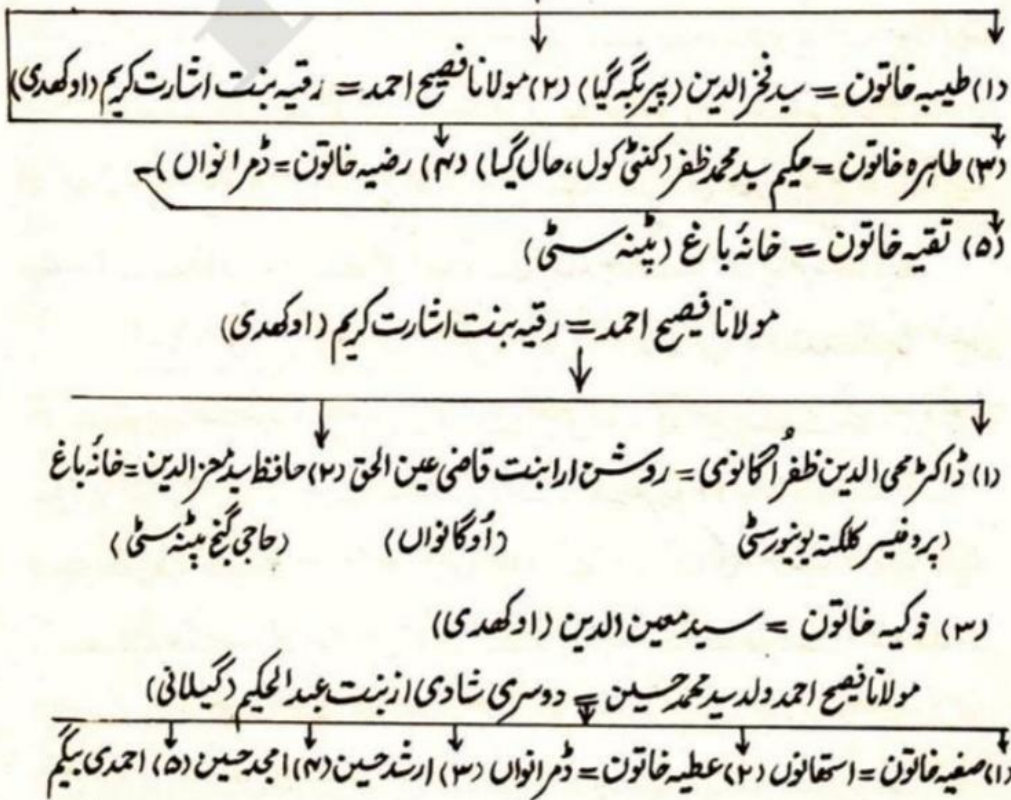 (۱) طیبہ خاتون = سید فخر الدین (پیر بگہ گیا) (۲) مولانا فصیح احمد = رقیہ بنت اشارت کریم (اوکھدی)
(۳) طاہرہ خاتون = حکیم سید محمد ظفر (کنٹی کول، حال گیا) (۴) رضیہ خاتون = ڈمرانواں)
(۵) تقیہ خاتون = خانۂ باغ (پٹنہ سٹی)
مولانا فصیح احمد = رقیہ بنت اشارت کریم (اوکھدی)
(۱) ڈاکٹر محی الدین ظفر اُگانوی = روشن ارا بنت قاضی عین الحق (۲) حافظ سید معز الدین = خانۂ باغ
(پروفیسر کلکتہ یونیورسٹی) (اُوگانواں) (حاجی گنج پٹنہ سٹی)
(۳) ذکیہ خاتون = سید معین الدین (اوکھدی)
مولانا فصیح احمد ولد سید محمد حسین = دوسری شادی از بنت عبد الحکیم (گیلانی)
(۱) صفیہ خاتون = استھانوں (۲) عطیہ خاتون = ڈمرانواں (۳) ارشد حسین (۴) امجد حسین (۵) احمدی بیگم